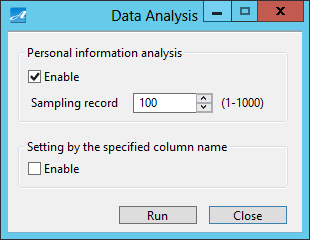 Data Analysis
Personal information analysis
Enable
Sampling record 100 (1-1000)
Setting by the specified column name
Enable
Run Close